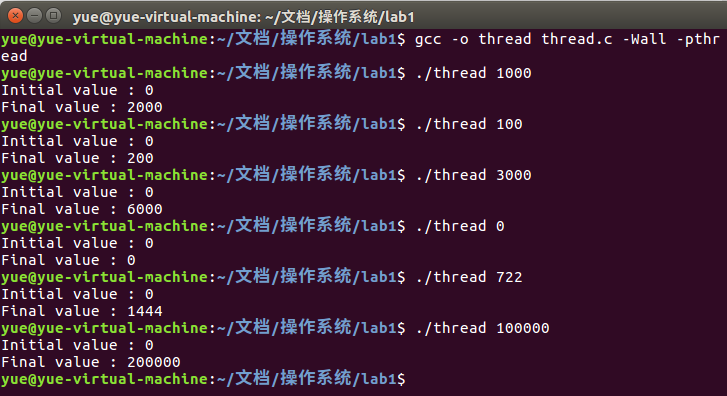 yue@yue-virtual-machine: ~/文档/操作系统/lab1
yue@yue-virtual-machine:~/文档/操作系统/lab1$ gcc -o thread thread.c -Wall -pthr
ead
yue@yue-virtual-machine:~/文档/操作系统/lab1$ ./thread 1000
Initial value : 0
Final value : 2000
yue@yue-virtual-machine:~/文档/操作系统/lab1$ ./thread 100
Initial value : 0
Final value : 200
yue@yue-virtual-machine:~/文档/操作系统/lab1$ ./thread 3000
Initial value : 0
Final value : 6000
yue@yue-virtual-machine:~/文档/操作系统/lab1$ ./thread 0
Initial value : 0
Final value : 0
yue@yue-virtual-machine:~/文档/操作系统/lab1$ ./thread 722
Initial value : 0
Final value : 1444
yue@yue-virtual-machine:~/文档/操作系统/lab1$ ./thread 100000
Initial value : 0
Final value : 200000
yue@yue-virtual-machine:~/文档/操作系统/lab1$